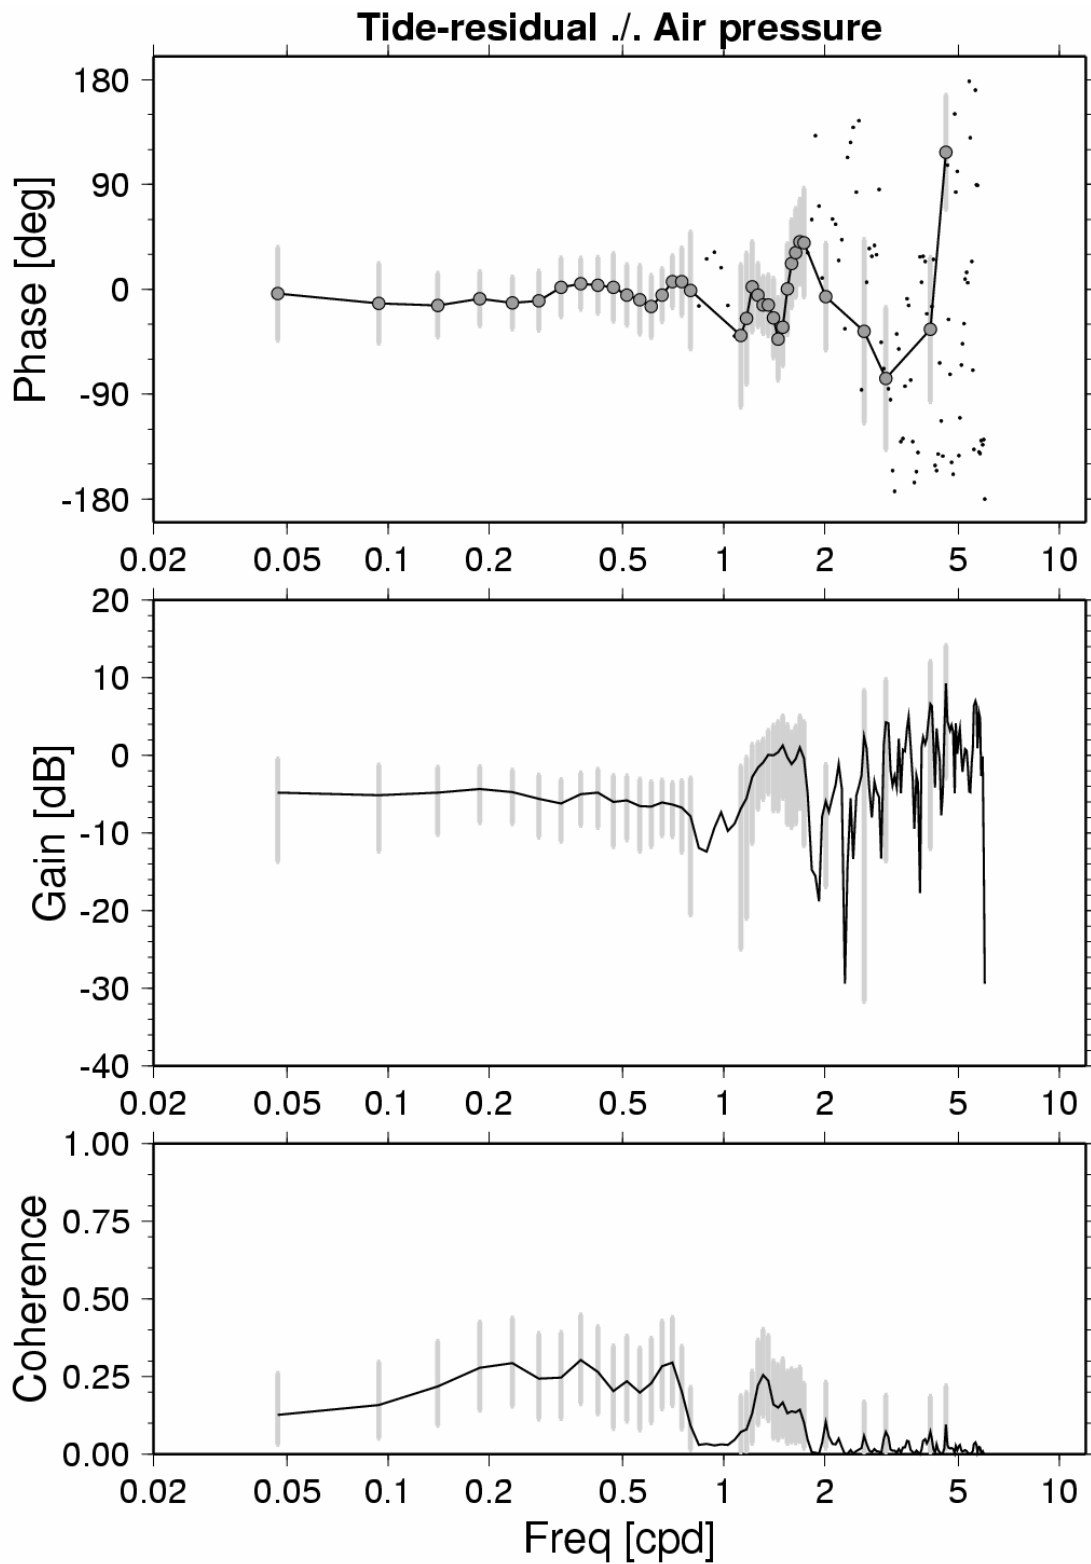 Tide-residual ./. Air pressure
Phase [deg]
180
90
0
-90
-180
0.02 0.05 0.1 0.2 0.5 1 2 5 10
Gain [dB]
20
10
0
-10
-20
-30
-40
0.02 0.05 0.1 0.2 0.5 1 2 5 10
Coherence
1.00
0.75
0.50
0.25
0.00
0.02 0.05 0.1 0.2 0.5 1 2 5 10
Freq [cpd]